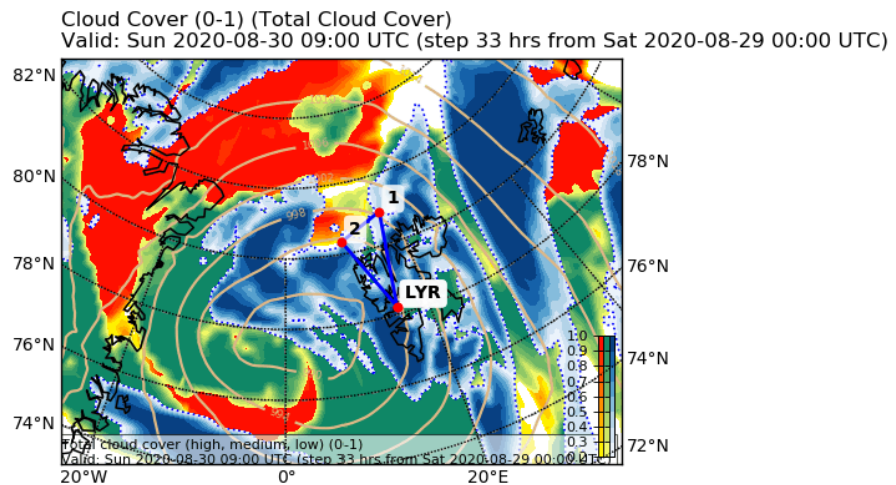 Cloud Cover (0-1) (Total Cloud Cover)
Valid: Sun 2020-08-30 09:00 UTC (step 33 hrs from Sat 2020-08-29 00:00 UTC)
82°N
80°N
78°N
76°N
74°N
78°N
76°N
74°N
72°N
998
1
2
LYR
994
1.0
0.9
0.8
0.7
0.6
0.5
0.4
0.3
0.2
Total cloud cover (high, medium, low) (0-1)
Valid: Sun 2020-08-30 09:00 UTC (step 33 hrs from Sat 2020-08-29 00:00 UTC)
20°W
0°
20°E